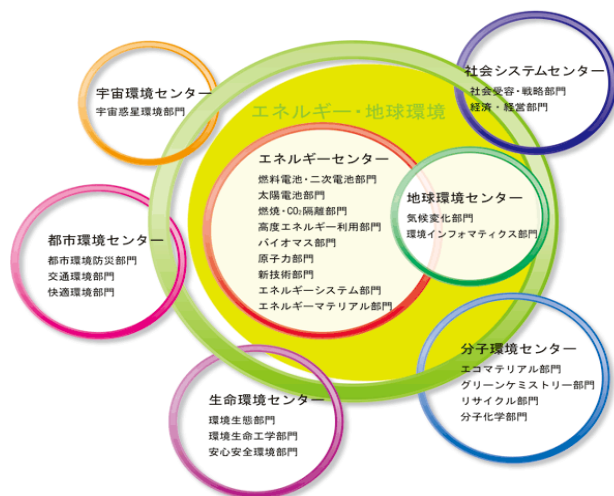 宇宙環境センター
宇宙惑星環境部門
社会システムセンター
社会受容・戦略部門
経済・経営部門
エネルギー・地球環境
エネルギーセンター
燃料電池・二次電池部門
太陽電池部門
燃焼・CO₂隔離部門
高度エネルギー利用部門
バイオマス部門
原子力部門
新技術部門
エネルギーシステム部門
エネルギーマテリアル部門
地球環境センター
気候変化部門
環境インフォマティクス部門
都市環境センター
都市環境防災部門
交通環境部門
快適環境部門
分子環境センター
エコマテリアル部門
グリーンケミストリー部門
リサイクル部門
分子化学部門
生命環境センター
環境生態部門
環境生命工学部門
安心安全環境部門